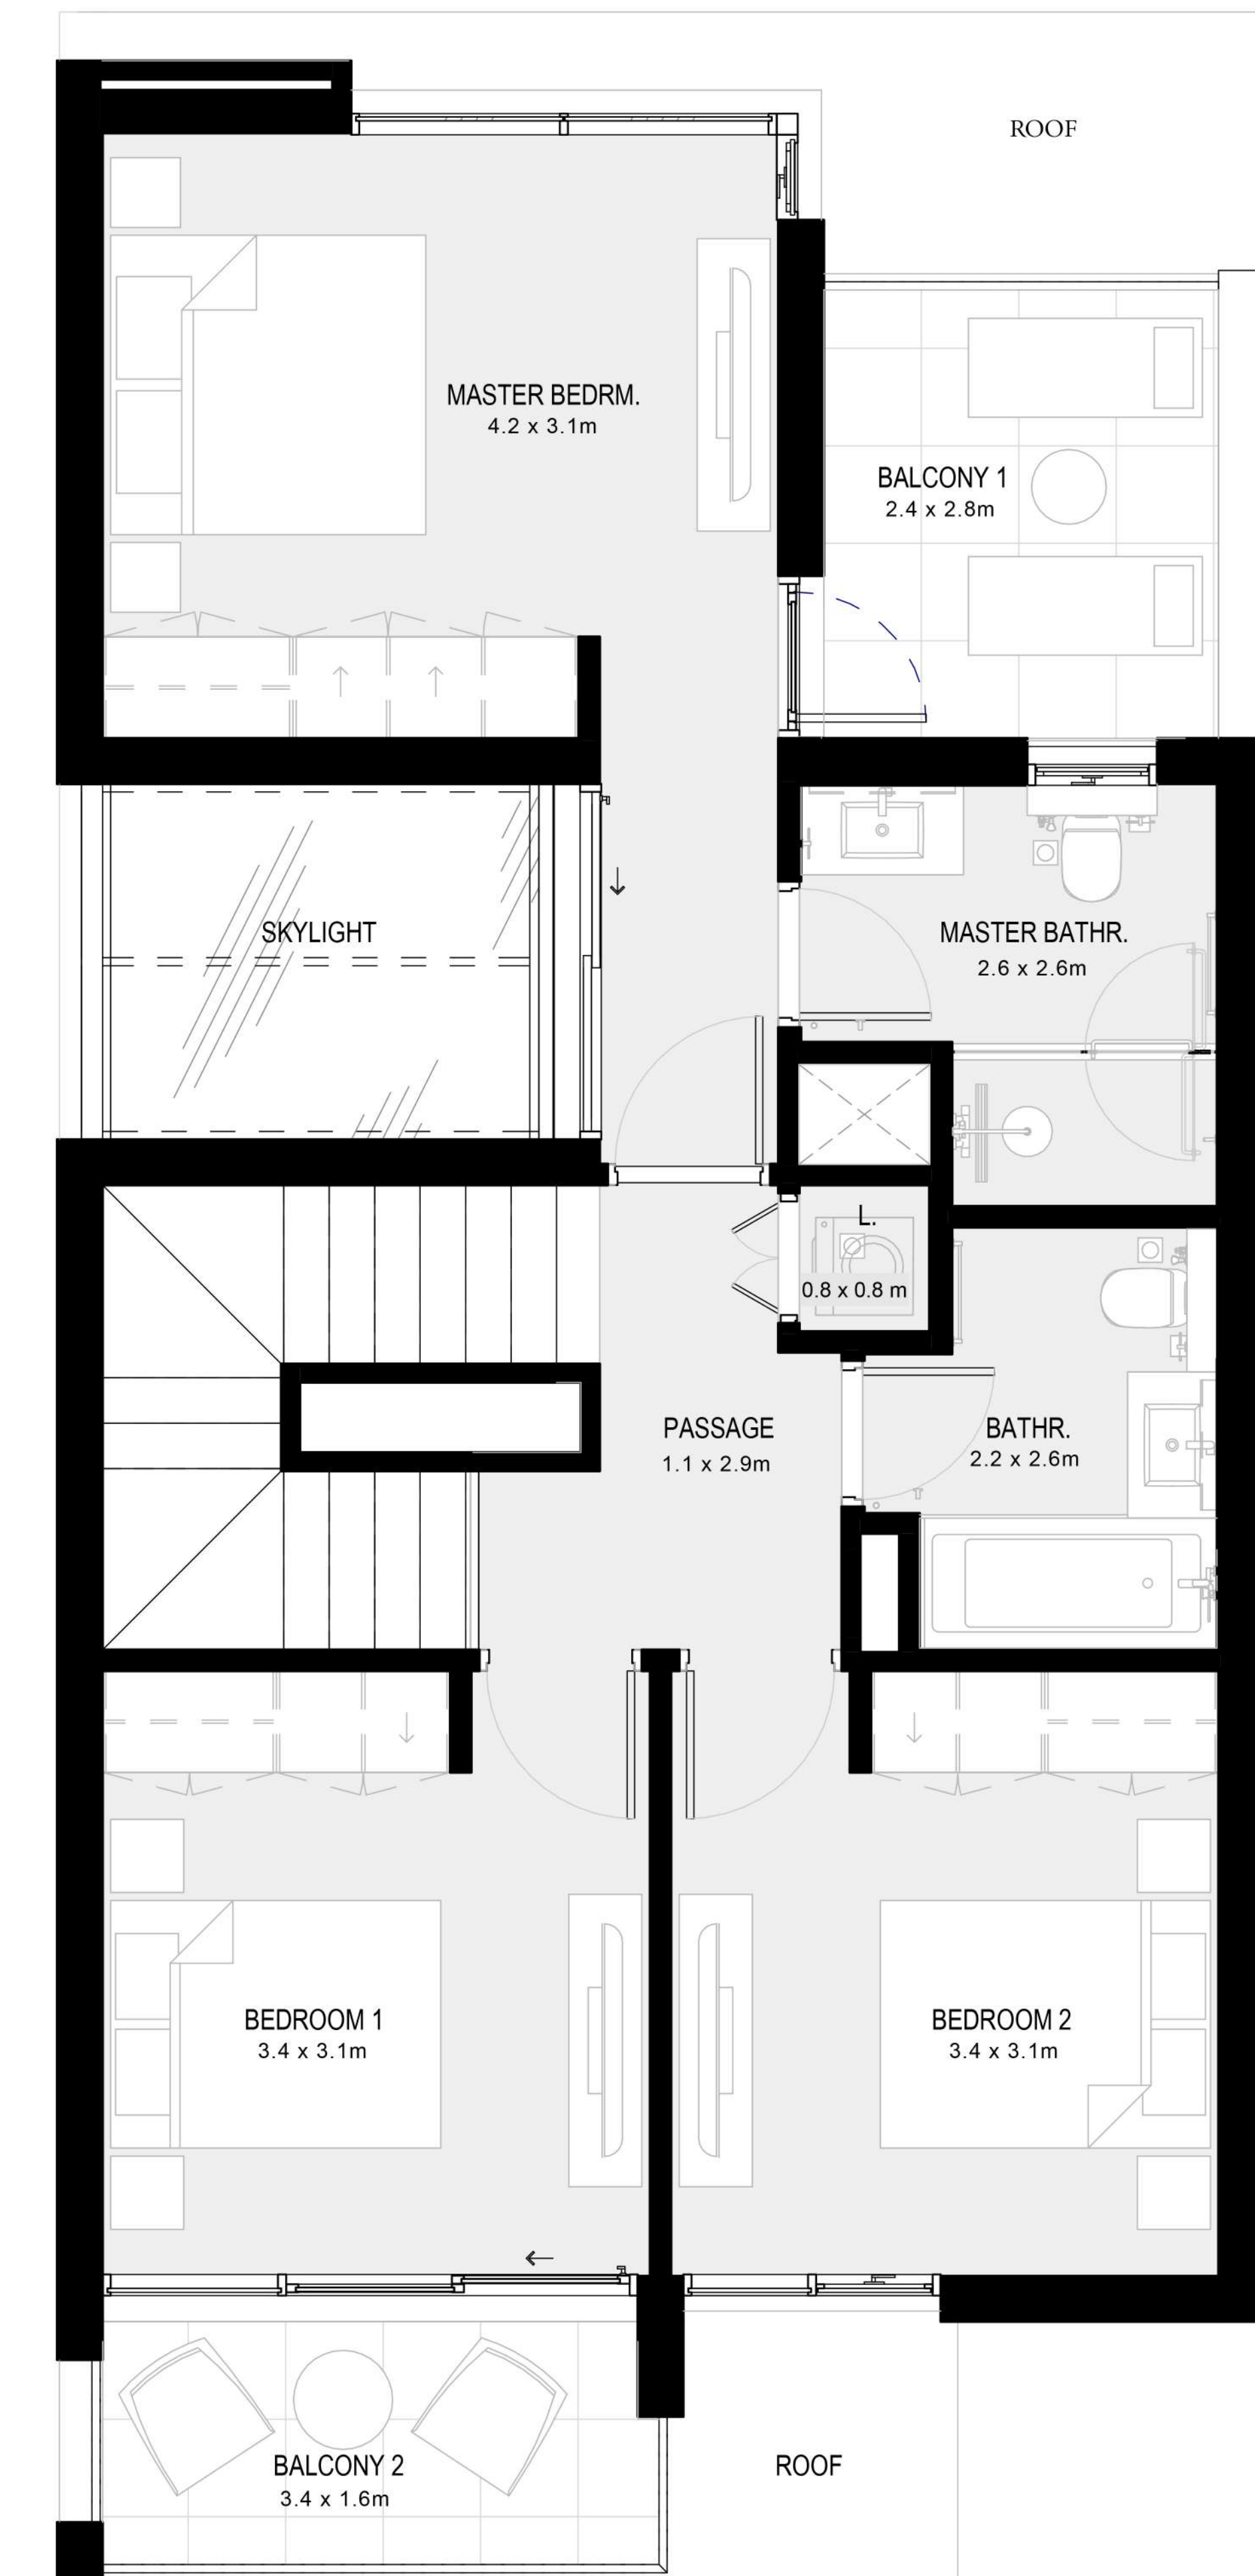 ROOF
MASTER BEDRM.
4.2 x 3.1m
BALCONY 1
2.4 x 2.8m
SKYLIGHT
MASTER BATHR.
2.6 x 2.6m
L.
0.8 x 0.8 m
PASSAGE
1.1 x 2.9m
BATHR.
2.2 x 2.6m
BEDROOM 1
3.4 x 3.1m
BEDROOM 2
3.4 x 3.1m
BALCONY 2
3.4 x 1.6m
ROOF